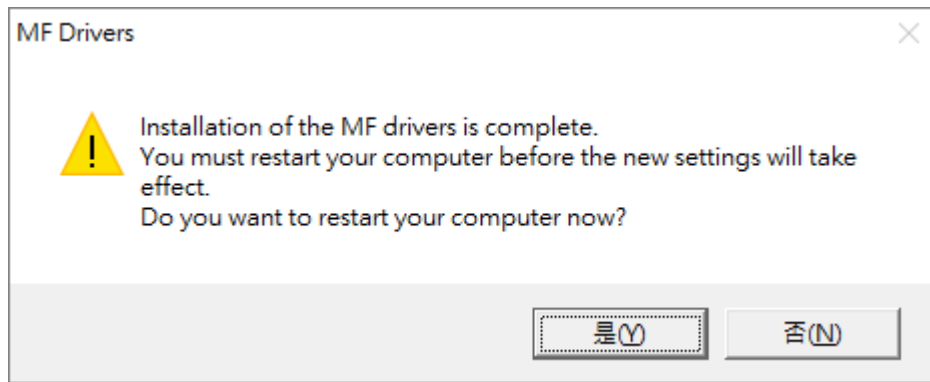 MF Drivers
Installation of the MF drivers is complete.
You must restart your computer before the new settings will take
effect.
Do you want to restart your computer now?
是(Y) 否(N)